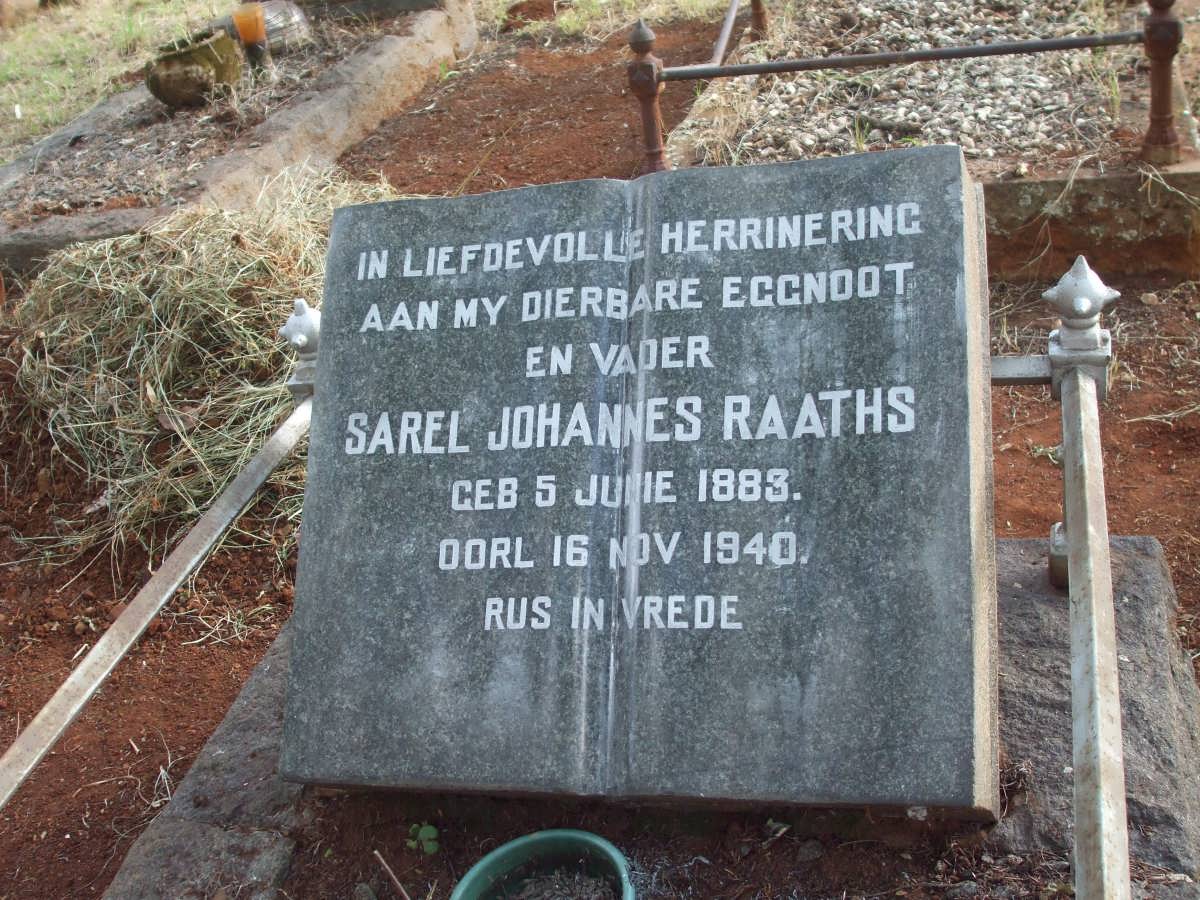 IN LIEFDEVOLLE HERRINERING
AAN MY DIERBARE EGGNOOT
EN VADER
SAREL JOHANNES RAATHS
GEB 5 JUNIE 1883.
OORL 16 NOV 1940.
RUS IN VREDE